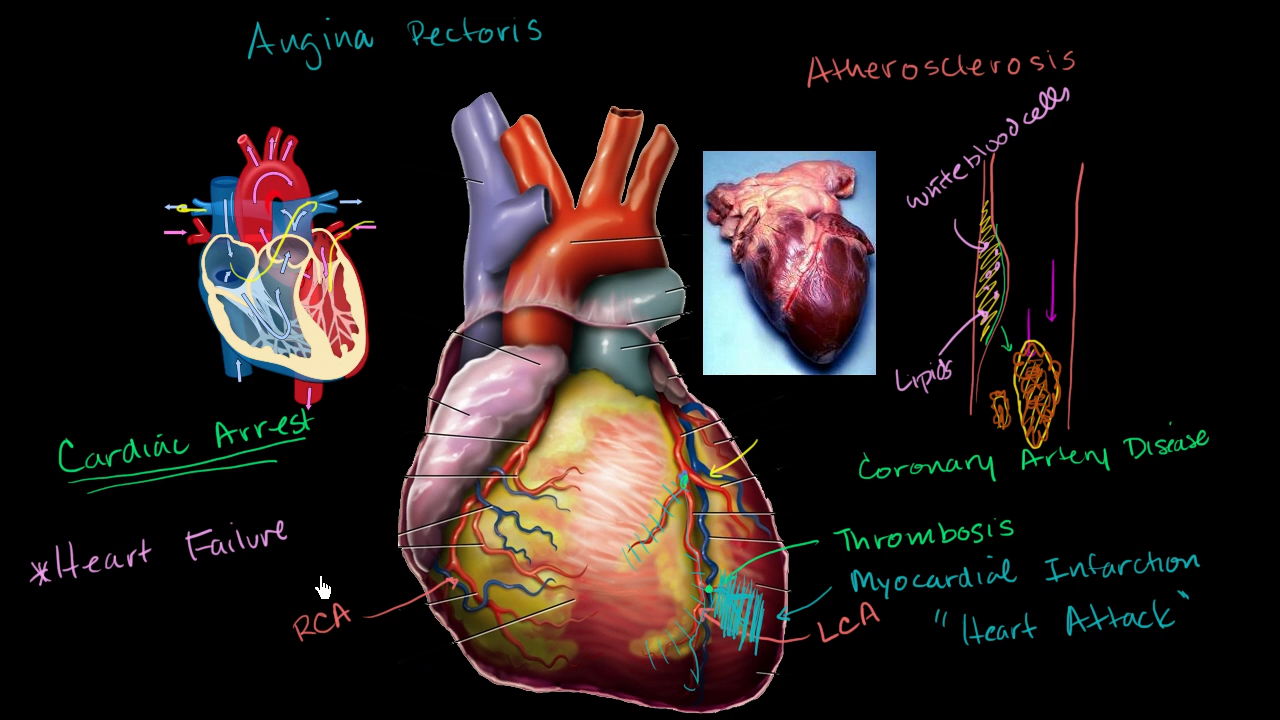 Angina Pectoris
Atherosclerosis
White blood cells
Lipids
Cardiac Arrest
Coronary Artery Disease
*Heart Failure
Thrombosis
Myocardial Infarction
"Heart Attack"
RCA
LCA